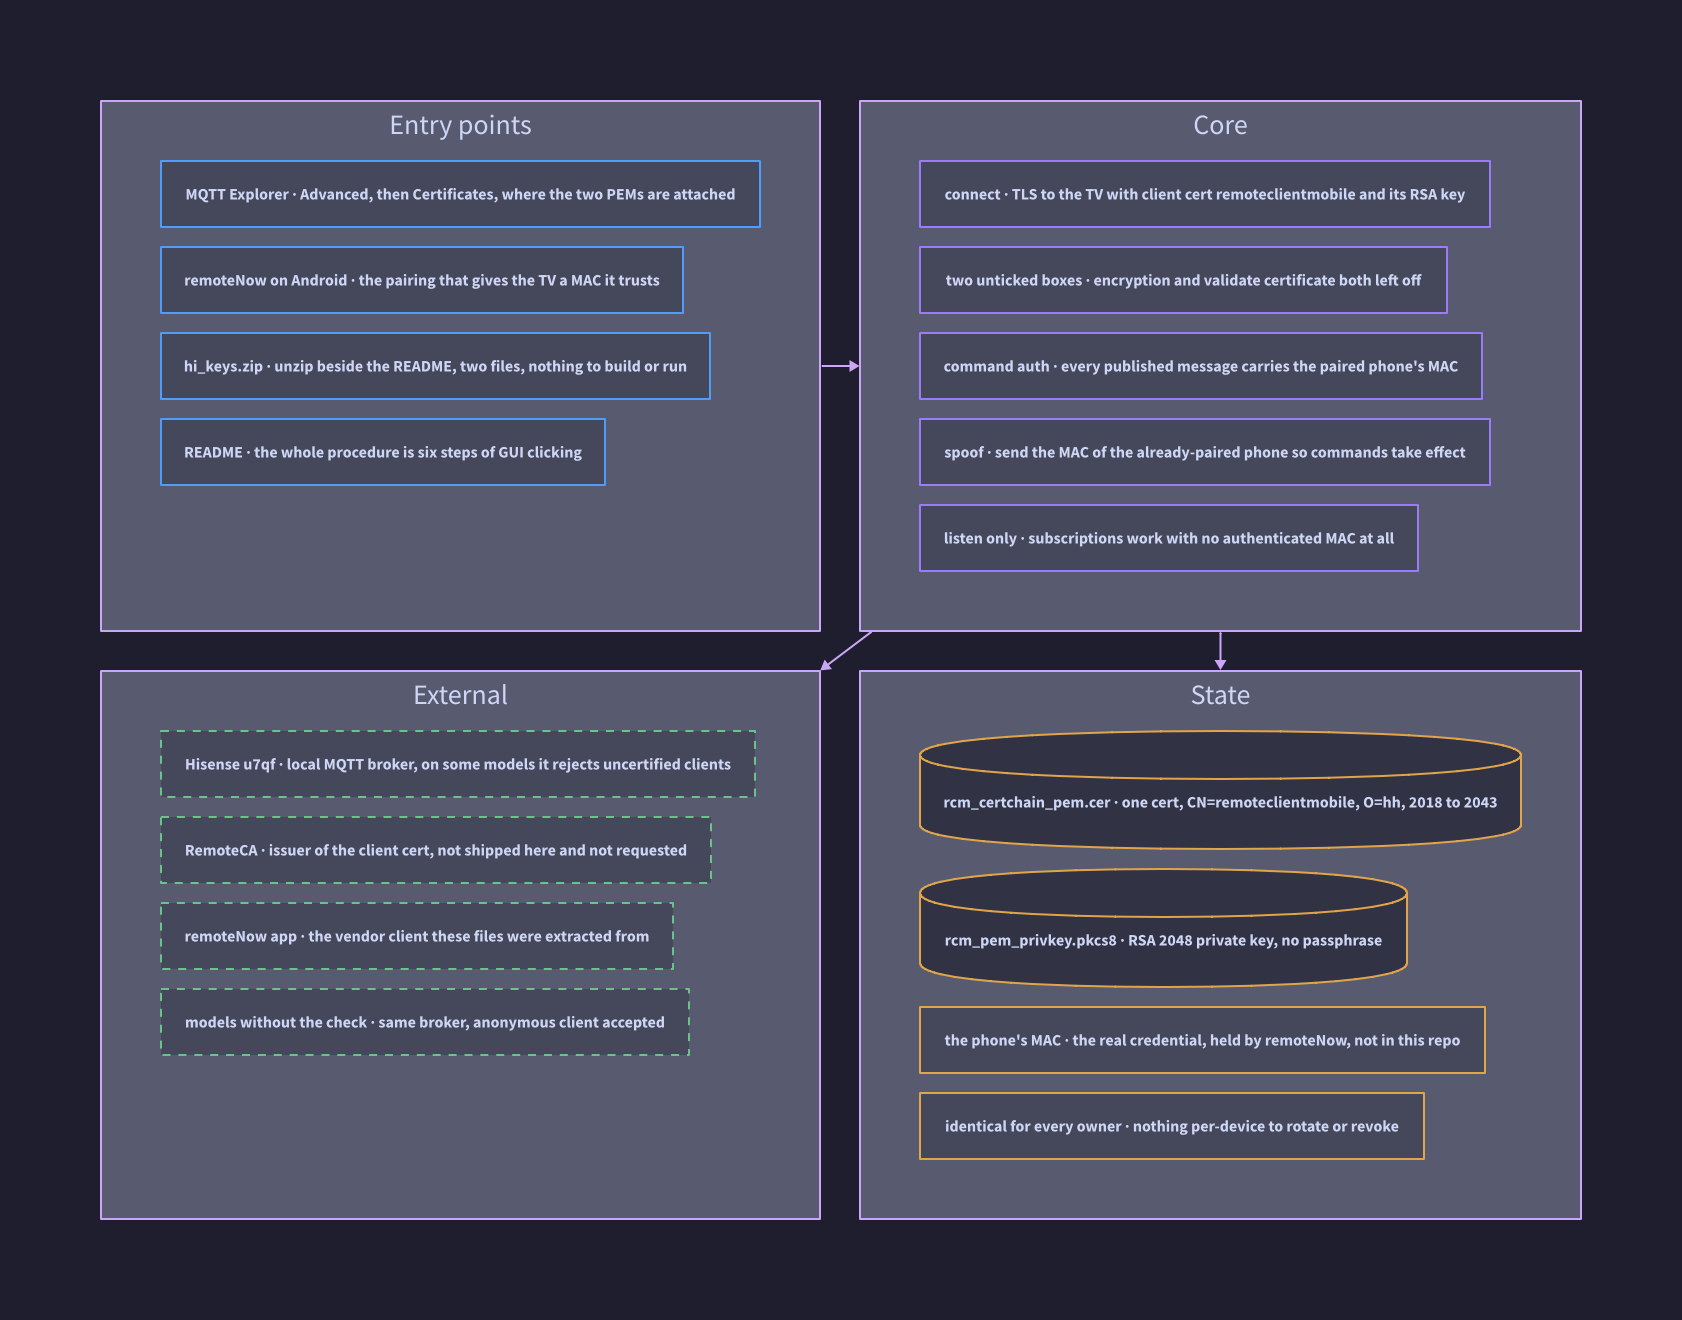 Entry points
MQTT Explorer · Advanced, then Certificates, where the two PEMs are attached
remoteNow on Android · the pairing that gives the TV a MAC it trusts
hi_keys.zip · unzip beside the README, two files, nothing to build or run
README · the whole procedure is six steps of GUI clicking
Core
connect · TLS to the TV with client cert remoteclientmobile and its RSA key
two unticked boxes · encryption and validate certificate both left off
command auth · every published message carries the paired phone's MAC
spoof · send the MAC of the already-paired phone so commands take effect
listen only · subscriptions work with no authenticated MAC at all
External
Hisense u7qf · local MQTT broker, on some models it rejects uncertified clients
RemoteCA · issuer of the client cert, not shipped here and not requested
remoteNow app · the vendor client these files were extracted from
models without the check · same broker, anonymous client accepted
State
rcm_certchain_pem.cer · one cert, CN=remoteclientmobile, O=hh, 2018 to 2043
rcm_pem_privkey.pkcs8 · RSA 2048 private key, no passphrase
the phone's MAC · the real credential, held by remoteNow, not in this repo
identical for every owner · nothing per-device to rotate or revoke